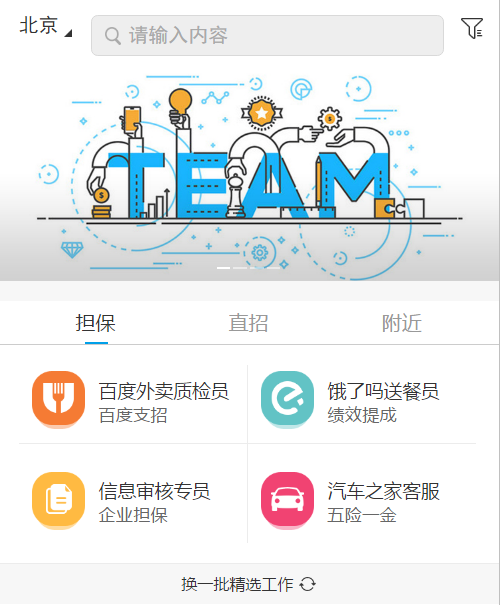 北京
请输入内容
TEAM
担保
直招
附近
百度外卖质检员
百度支招
饿了吗送餐员
绩效提成
信息审核专员
企业担保
汽车之家客服
五险一金
换一批精选工作